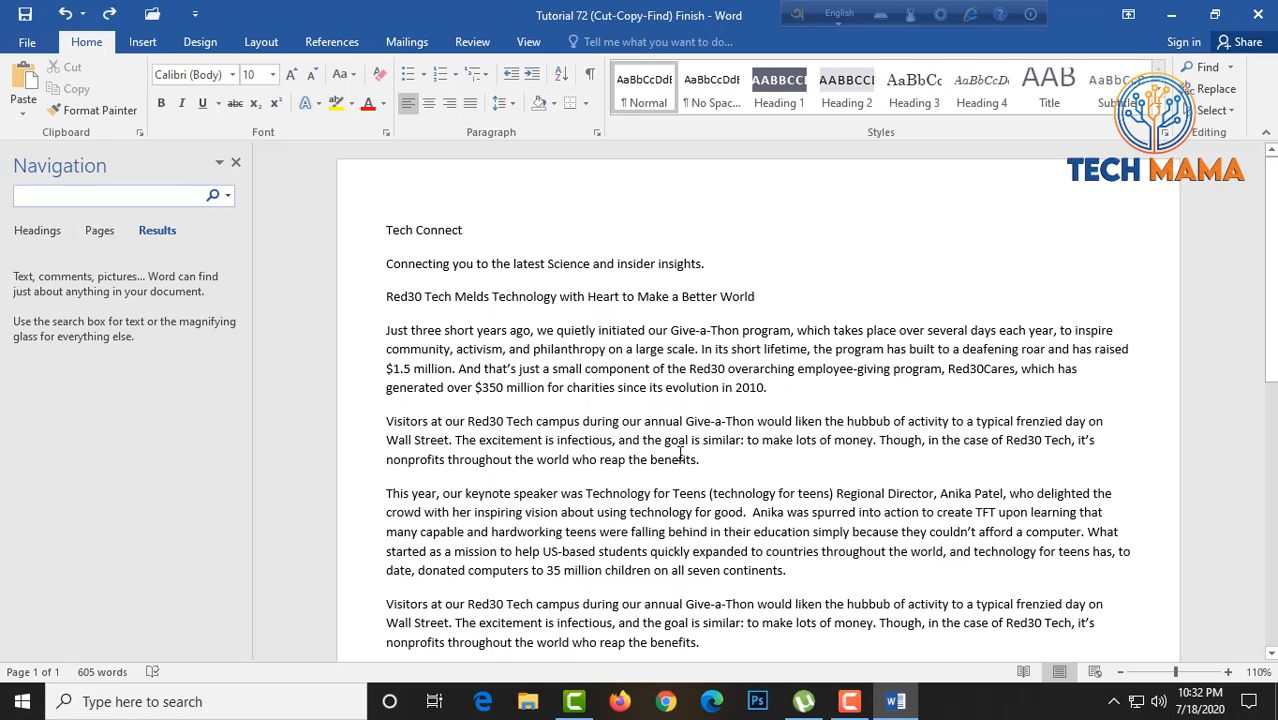 Tutorial 72 (Cut-Copy-Find) Finish - Word
English
File
Home
Insert
Design
Layout
References
Mailings
Review
View
Tell me what you want to do...
Sign in
Share
Paste
Cut
Copy
Format Painter
Clipboard
Calibri (Body)
10
Font
Paragraph
AaBbCcDdE
¶ Normal
AaBbCcDdE
¶ No Spac...
AABBCCI
Heading 1
AABBCCDI
Heading 2
AaBbCc
Heading 3
AaBbCcDd
Heading 4
AAB
Title
AaBbCcD
Subtitle
Styles
Find
Replace
Select
Editing
TECH MAMA
Navigation
Headings
Pages
Results
Text, comments, pictures... Word can find
just about anything in your document.
Use the search box for text or the magnifying
glass for everything else.
Tech Connect
Connecting you to the latest Science and insider insights.
Red30 Tech Melds Technology with Heart to Make a Better World
Just three short years ago, we quietly initiated our Give-a-Thon program, which takes place over several days each year, to inspire
community, activism, and philanthropy on a large scale. In its short lifetime, the program has built to a deafening roar and has raised
$1.5 million. And that's just a small component of the Red30 overarching employee-giving program, Red30Cares, which has
generated over $350 million for charities since its evolution in 2010.
Visitors at our Red30 Tech campus during our annual Give-a-Thon would liken the hubbub of activity to a typical frenzied day on
Wall Street. The excitement is infectious, and the goal is similar: to make lots of money. Though, in the case of Red30 Tech, it's
nonprofits throughout the world who reap the benefits.
This year, our keynote speaker was Technology for Teens (technology for teens) Regional Director, Anika Patel, who delighted the
crowd with her inspiring vision about using technology for good.  Anika was spurred into action to create TFT upon learning that
many capable and hardworking teens were falling behind in their education simply because they couldn't afford a computer. What
started as a mission to help US-based students quickly expanded to countries throughout the world, and technology for teens has, to
date, donated computers to 35 million children on all seven continents.
Visitors at our Red30 Tech campus during our annual Give-a-Thon would liken the hubbub of activity to a typical frenzied day on
Wall Street. The excitement is infectious, and the goal is similar: to make lots of money. Though, in the case of Red30 Tech, it's
nonprofits throughout the world who reap the benefits.
Page 1 of 1
605 words
110%
Type here to search
10:32 PM
7/18/2020